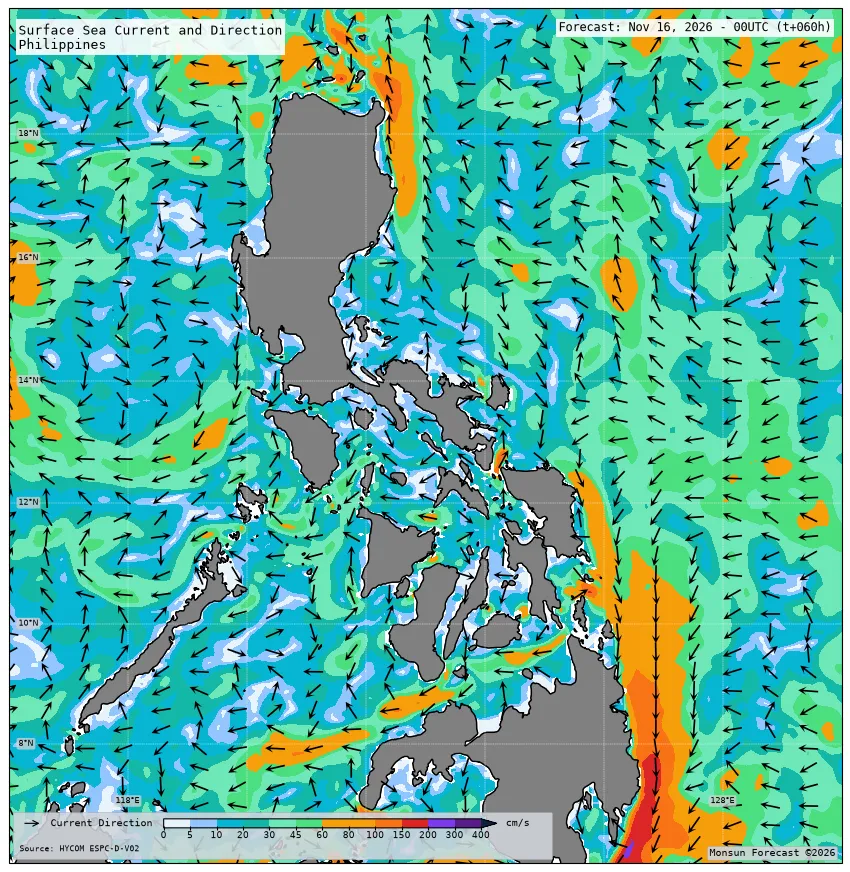 Surface Sea Current and Direction
Philippines
Forecast: Nov 16, 2026 - 00UTC (t+060h)
18°N
16°N
14°N
12°N
10°N
8°N
118°E
128°E
Current Direction
0 5 10 20 30 45 60 80 100 150 200 300 400
cm/s
Source: HYCOM ESPC-D-V02
Monsun Forecast ©2026